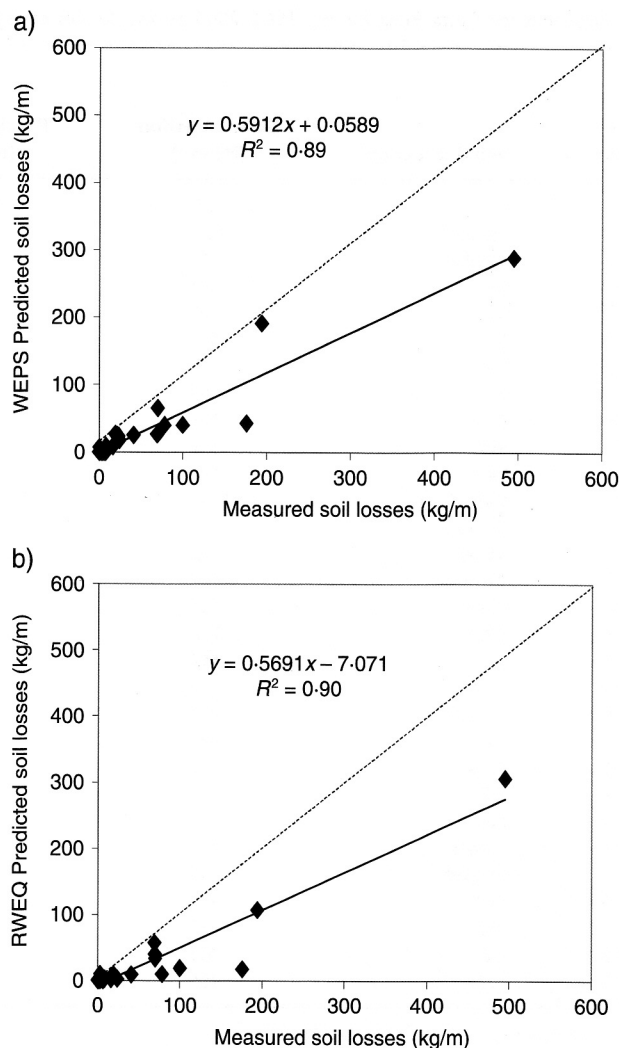 a)
600
500
400
300
200
100
0
WEPS Predicted soil losses (kg/m)
y = 0·5912x + 0·0589
R² = 0·89
0 100 200 300 400 500 600
Measured soil losses (kg/m)
b)
600
500
400
300
200
100
0
RWEQ Predicted soil losses (kg/m)
y = 0·5691x – 7·071
R² = 0·90
0 100 200 300 400 500 600
Measured soil losses (kg/m)